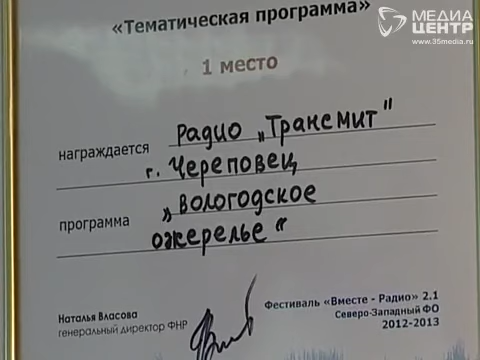 МЕДИА
ЦЕНТР
www.35media.ru
«Тематическая программа»
1 место
награждается Радио „Трансмит"
г. Череповец
программа „Вологодское
ожерелье“
Наталья Власова
генеральный директор ФНР
Фестиваль «Вместе - Радио» 2.1
Северо-Западный ФО
2012-2013